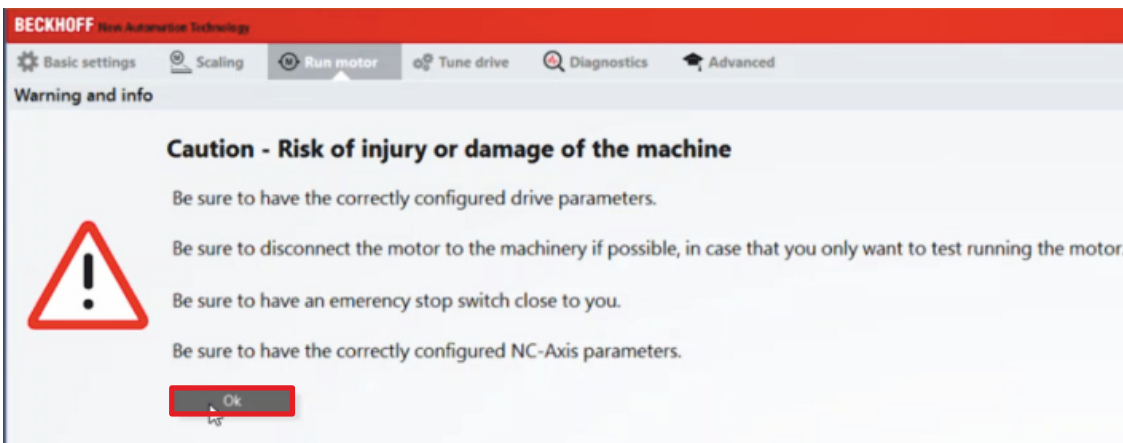 BECKHOFF New Automation Technology
Basic settings Scaling Run motor Tune drive Diagnostics Advanced
Warning and info
Caution - Risk of injury or damage of the machine
Be sure to have the correctly configured drive parameters.
Be sure to disconnect the motor to the machinery if possible, in case that you only want to test running the motor.
Be sure to have an emerency stop switch close to you.
Be sure to have the correctly configured NC-Axis parameters.
Ok